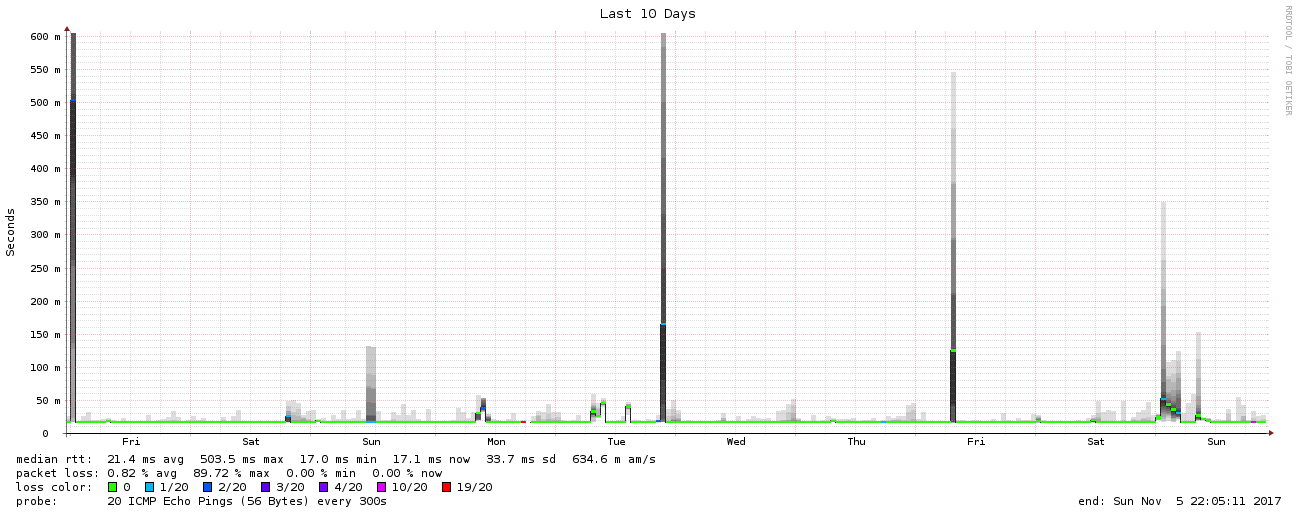 Last 10 Days
RRDTOOL / TOBI OETIKER
Seconds
600 m
550 m
500 m
450 m
400 m
350 m
300 m
250 m
200 m
150 m
100 m
50 m
0
Fri Sat Sun Mon Tue Wed Thu Fri Sat Sun
median rtt: 21.4 ms avg 503.5 ms max 17.0 ms min 17.1 ms now 33.7 ms sd 634.6 m am/s
packet loss: 0.82 % avg 89.72 % max 0.00 % min 0.00 % now
loss color: 0 1/20 2/20 3/20 4/20 10/20 19/20
probe: 20 ICMP Echo Pings (56 Bytes) every 300s end: Sun Nov 5 22:05:11 2017